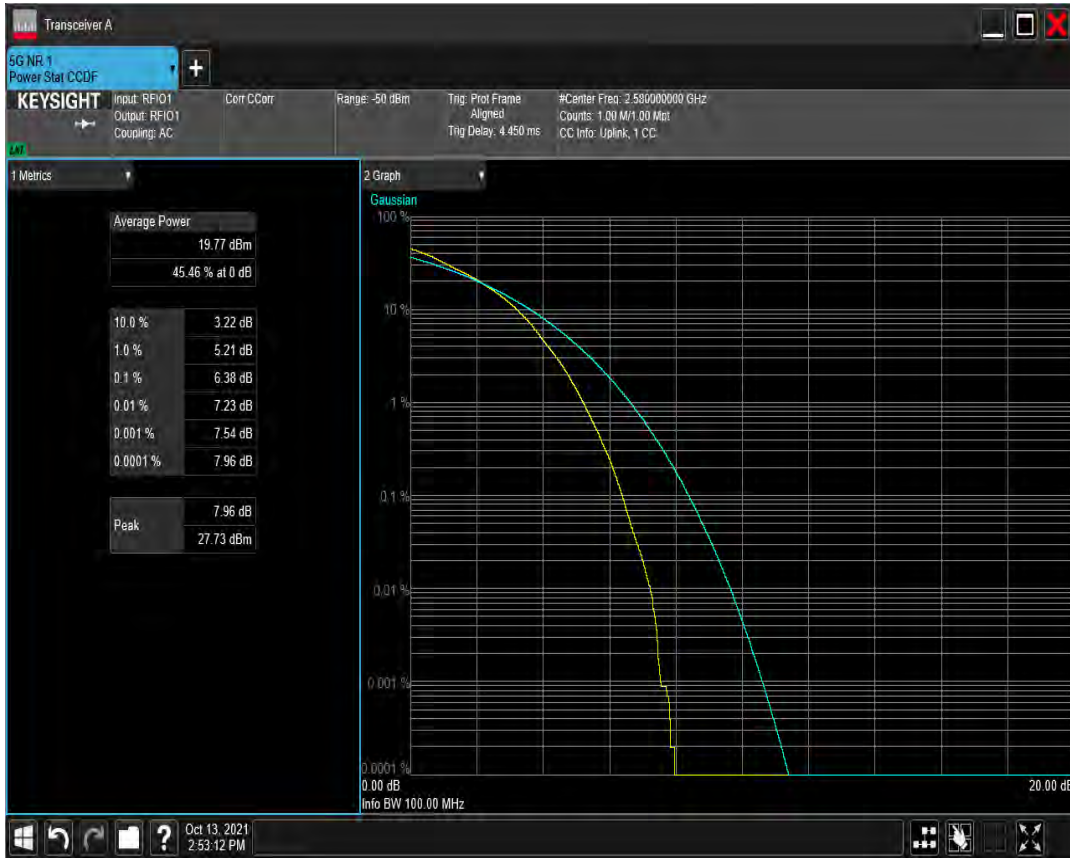 Transceiver A
5G NR 1
Power Stat CCDF
+
KEYSIGHT
Input: RFIO1
Output: RFIO1
Coupling: AC
Corr CCorr
Range: -50 dBm
Trig: Prot Frame
Aligned
Trig Delay: 4.450 ms
#Center Freq: 2.580000000 GHz
Counts: 1.00 M/1.00 Mpt
CC Info: Uplink, 1 CC
1 Metrics
Average Power
19.77 dBm
45.46 % at 0 dB
10.0 % 3.22 dB
1.0 % 5.21 dB
0.1 % 6.38 dB
0.01 % 7.23 dB
0.001 % 7.54 dB
0.0001 % 7.96 dB
Peak
7.96 dB
27.73 dBm
2 Graph
Gaussian
100 %
10 %
1 %
0.1 %
0.01 %
0.001 %
0.0001 %
0.00 dB
20.00 dB
Info BW 100.00 MHz
?
Oct 13, 2021
2:53:12 PM